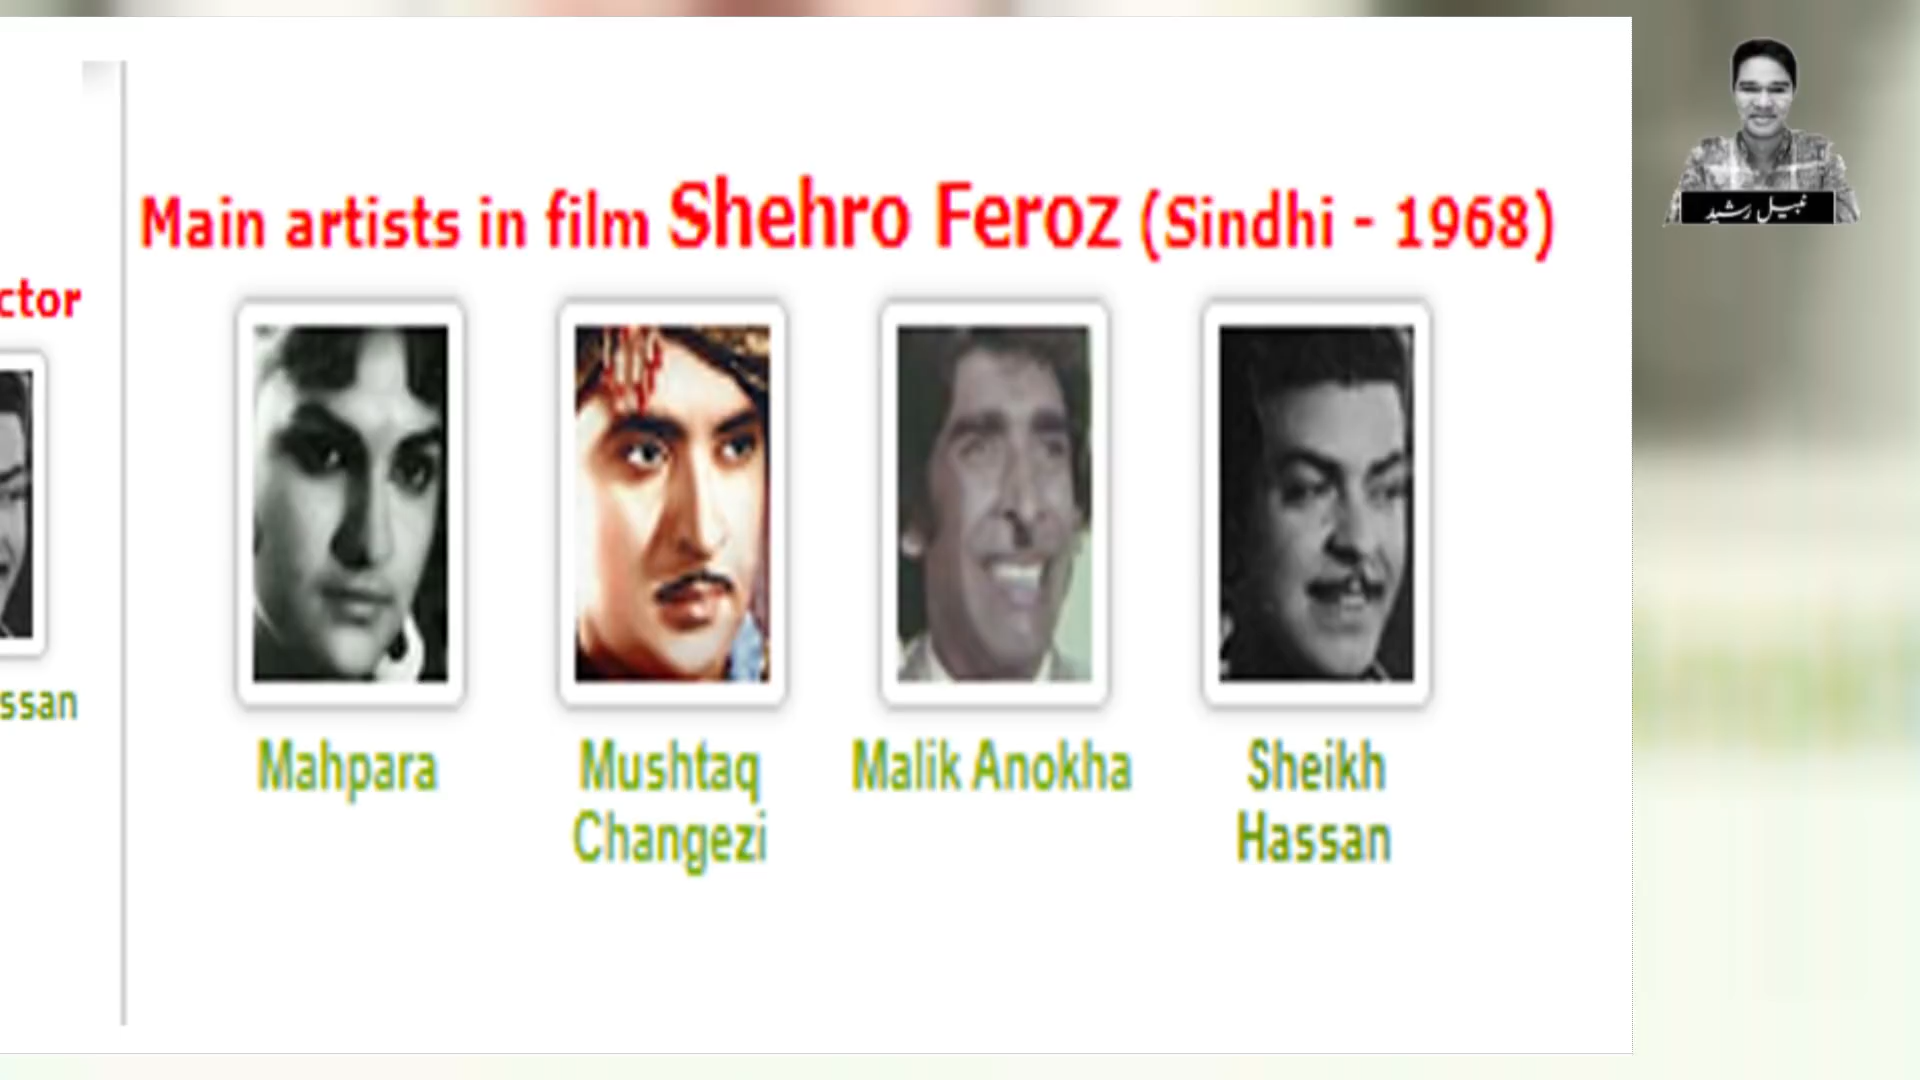 ctor
ssan
Main artists in film Shehro Feroz (Sindhi - 1968)
Mahpara
Mushtaq
Changezi
Malik Anokha
Sheikh
Hassan
نبیل رشید